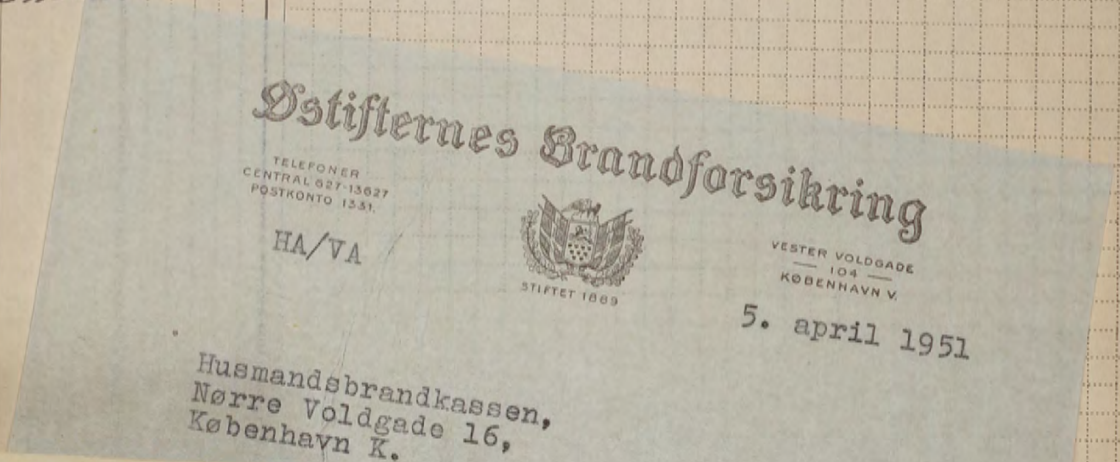 Østifternes Brandforsikring
TELEFONER
CENTRAL 627-13627
POSTKONTO 1331.
HA/VA
STIFTET 1869
VESTER VOLDGADE
104
KØBENHAVN V.
5. april 1951
Husmandsbrandkassen,
Nørre Voldgade 16,
København K.